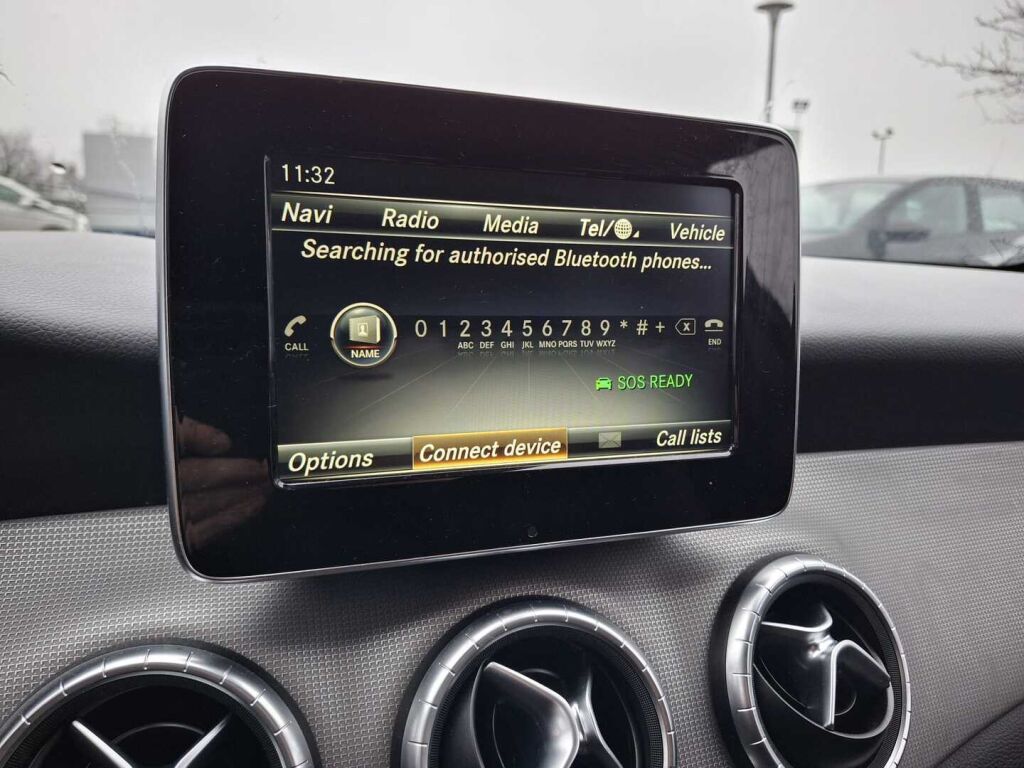 11:32
Navi Radio Media Tel/ Vehicle
Searching for authorised Bluetooth phones...
CALL NAME 0 1 2 3 4 5 6 7 8 9 * # + x END
ABC DEF GHI JKL MNO PQRS TUV WXYZ
SOS READY
Options Connect device Call lists